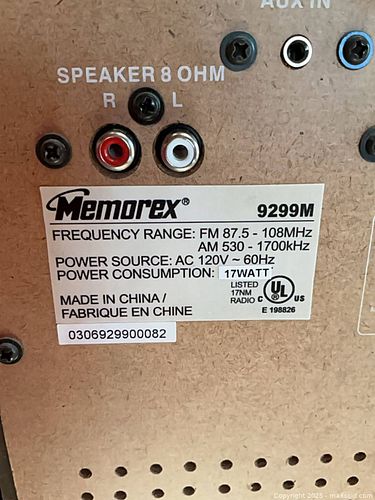 AUX IN
SPEAKER 8 OHM
R L
Memorex® 9299M
FREQUENCY RANGE: FM 87.5 - 108MHz
AM 530 - 1700kHz
POWER SOURCE: AC 120V ~ 60Hz
POWER CONSUMPTION: 17WATT
LISTED
17NM
RADIO
C UL US
E 198826
MADE IN CHINA/
FABRIQUE EN CHINE
0306929900082
Copyright 2025 - maxsold.com